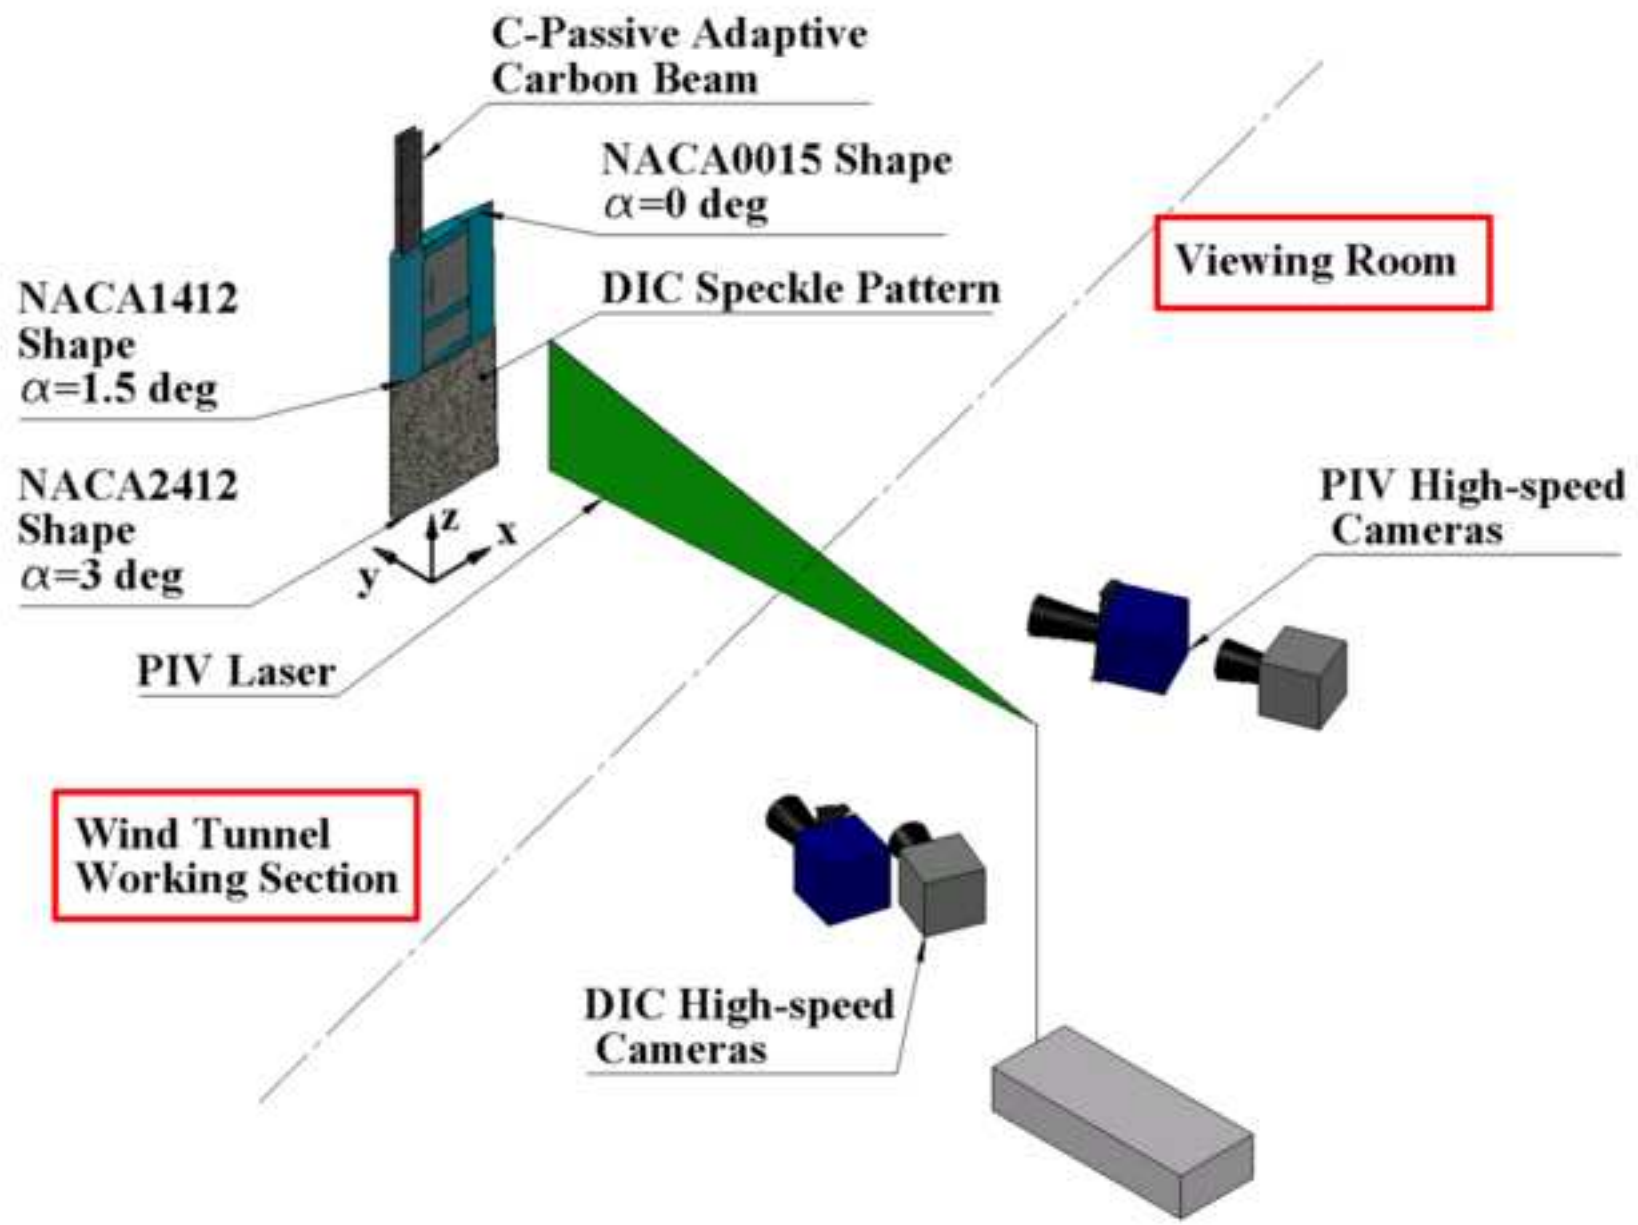 C-Passive Adaptive
Carbon Beam
NACA0015 Shape
α=0 deg
Viewing Room
NACA1412
Shape
α=1.5 deg
DIC Speckle Pattern
NACA2412
Shape
α=3 deg
z
x
y
PIV High-speed
Cameras
PIV Laser
Wind Tunnel
Working Section
DIC High-speed
Cameras